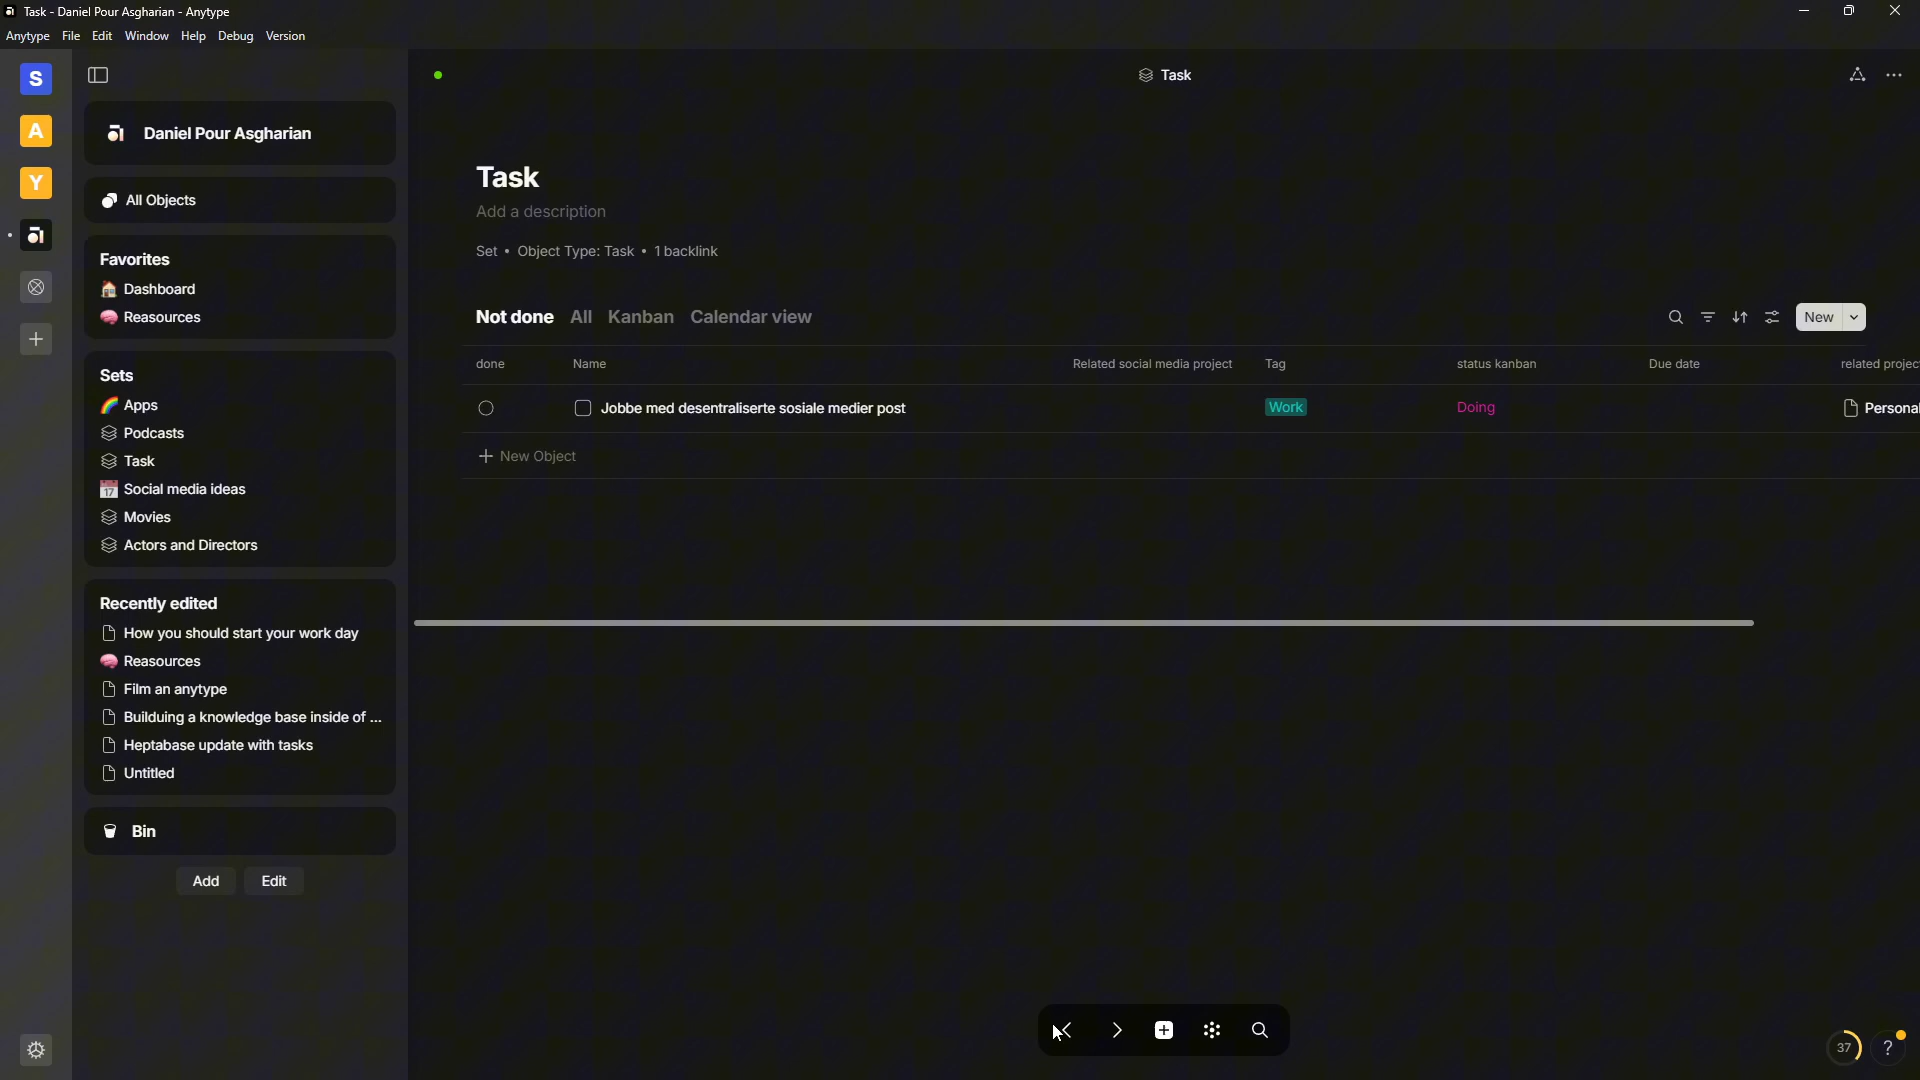 Task - Daniel Pour Asgharian - Anytype
Anytype File Edit Window Help Debug Version
S
A
Y
Daniel Pour Asgharian
All Objects
Favorites
Dashboard
Reasources
Sets
Apps
Podcasts
Task
17 Social media ideas
Movies
Actors and Directors
Recently edited
How you should start your work day
Reasources
Film an anytype
Builduing a knowledge base inside of ...
Heptabase update with tasks
Untitled
Bin
Add Edit
Task
Task
Add a description
Set • Object Type: Task • 1 backlink
Not done All Kanban Calendar view
New
done Name Related social media project Tag status kanban Due date related projec
Jobbe med desentraliserte sosiale medier post Work Doing Personal
New Object
37 ?